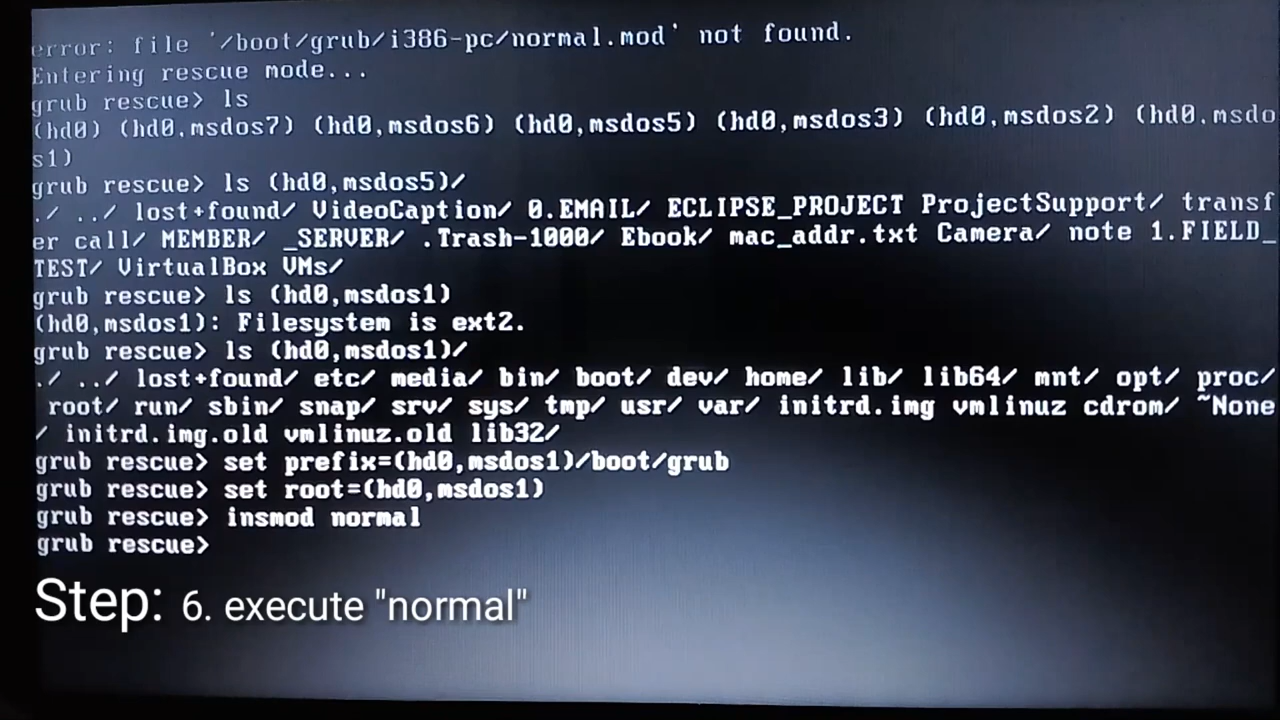 error: file '/boot/grub/i386-pc/normal.mod' not found.
Entering rescue mode...
grub rescue> ls
(hd0) (hd0,msdos7) (hd0,msdos6) (hd0,msdos5) (hd0,msdos3) (hd0,msdos2) (hd0,msdo
s1)
grub rescue> ls (hd0,msdos5)/
./ ../ lost+found/ VideoCaption/ 0.EMAIL/ ECLIPSE_PROJECT ProjectSupport/ transf
er call/ MEMBER/ _SERVER/ .Trash-1000/ Ebook/ mac_addr.txt Camera/ note 1.FIELD_
TEST/ VirtualBox VMs/
grub rescue> ls (hd0,msdos1)
(hd0,msdos1): Filesystem is ext2.
grub rescue> ls (hd0,msdos1)/
./ ../ lost+found/ etc/ media/ bin/ boot/ dev/ home/ lib/ lib64/ mnt/ opt/ proc/
root/ run/ sbin/ snap/ srv/ sys/ tmp/ usr/ var/ initrd.img vmlinuz cdrom/ ~None
/ initrd.img.old vmlinuz.old lib32/
grub rescue> set prefix=(hd0,msdos1)/boot/grub
grub rescue> set root=(hd0,msdos1)
grub rescue> insmod normal
grub rescue>
Step: 6. execute "normal"